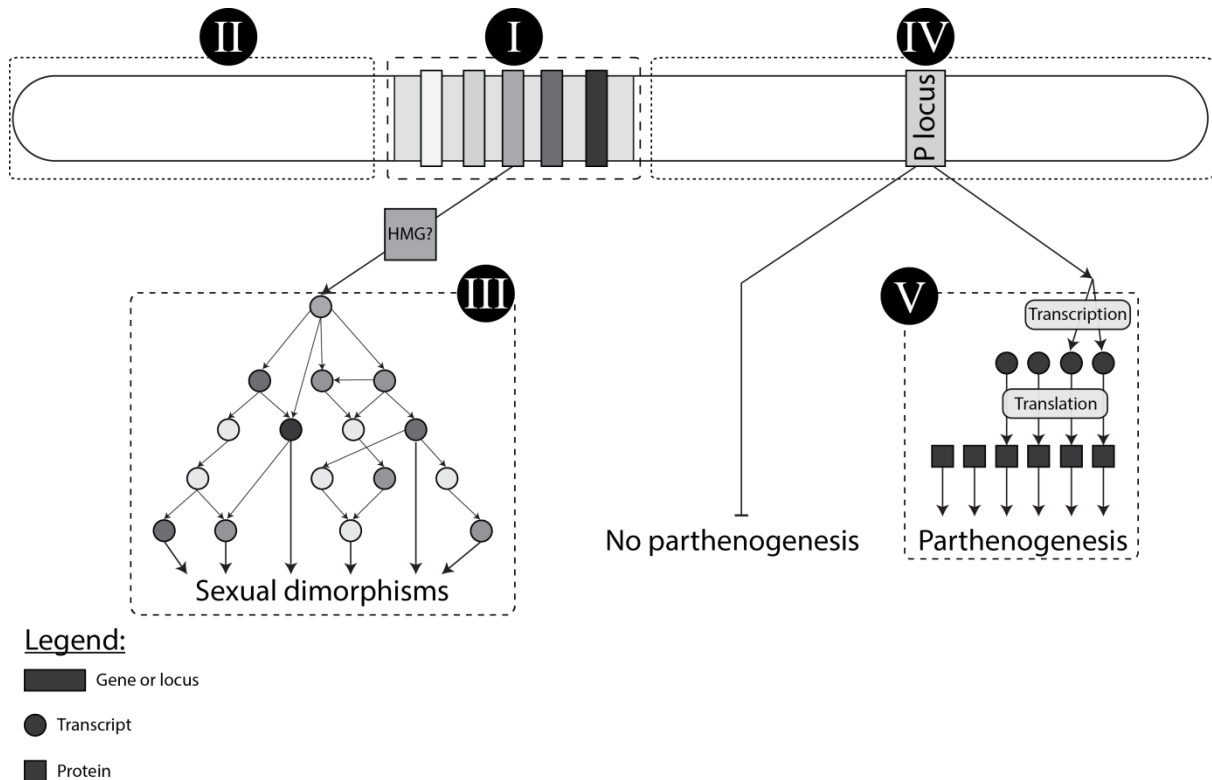 II
I
IV
P locus
HMG?
III
V
Transcription
Translation
No parthenogenesis
Parthenogenesis
Sexual dimorphisms
Legend:
Gene or locus
Transcript
Protein